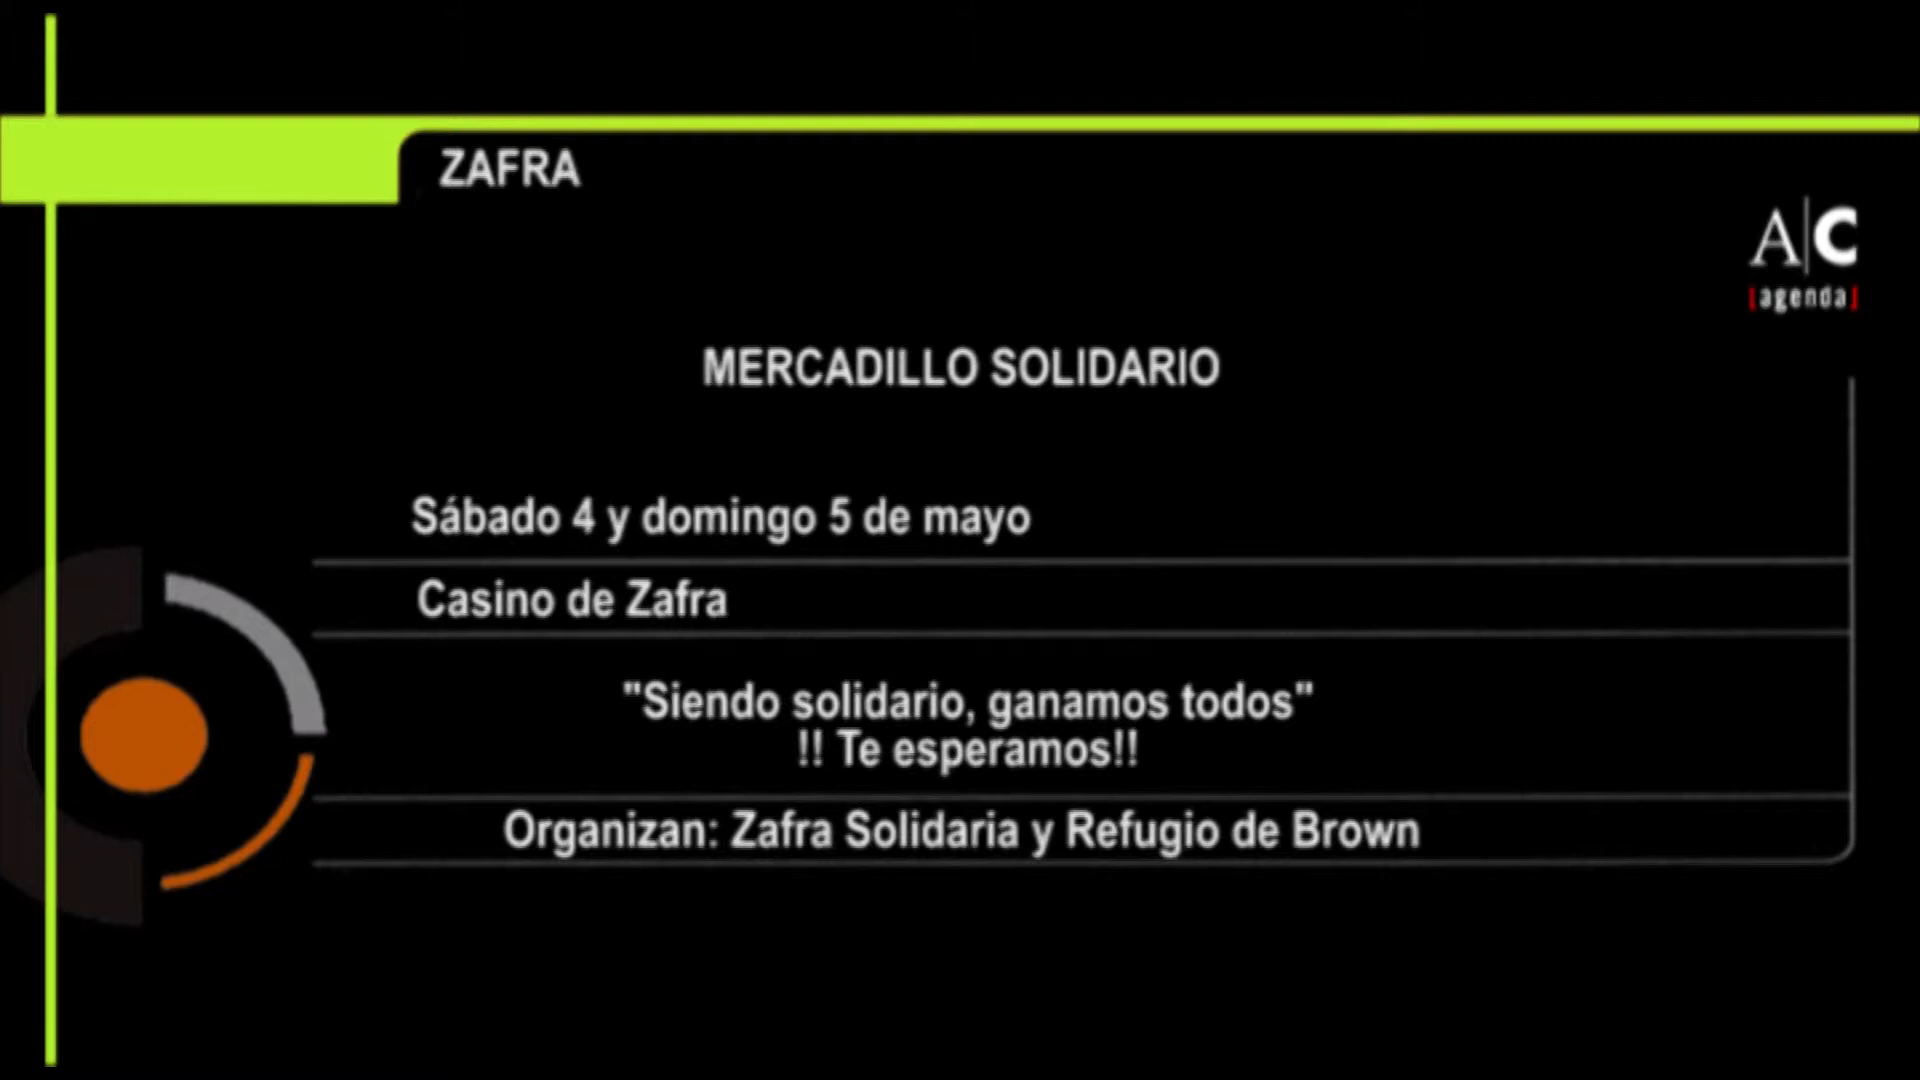 ZAFRA
A|C
[agenda]
MERCADILLO SOLIDARIO
Sábado 4 y domingo 5 de mayo
Casino de Zafra
"Siendo solidario, ganamos todos"
!! Te esperamos!!
Organizan: Zafra Solidaria y Refugio de Brown